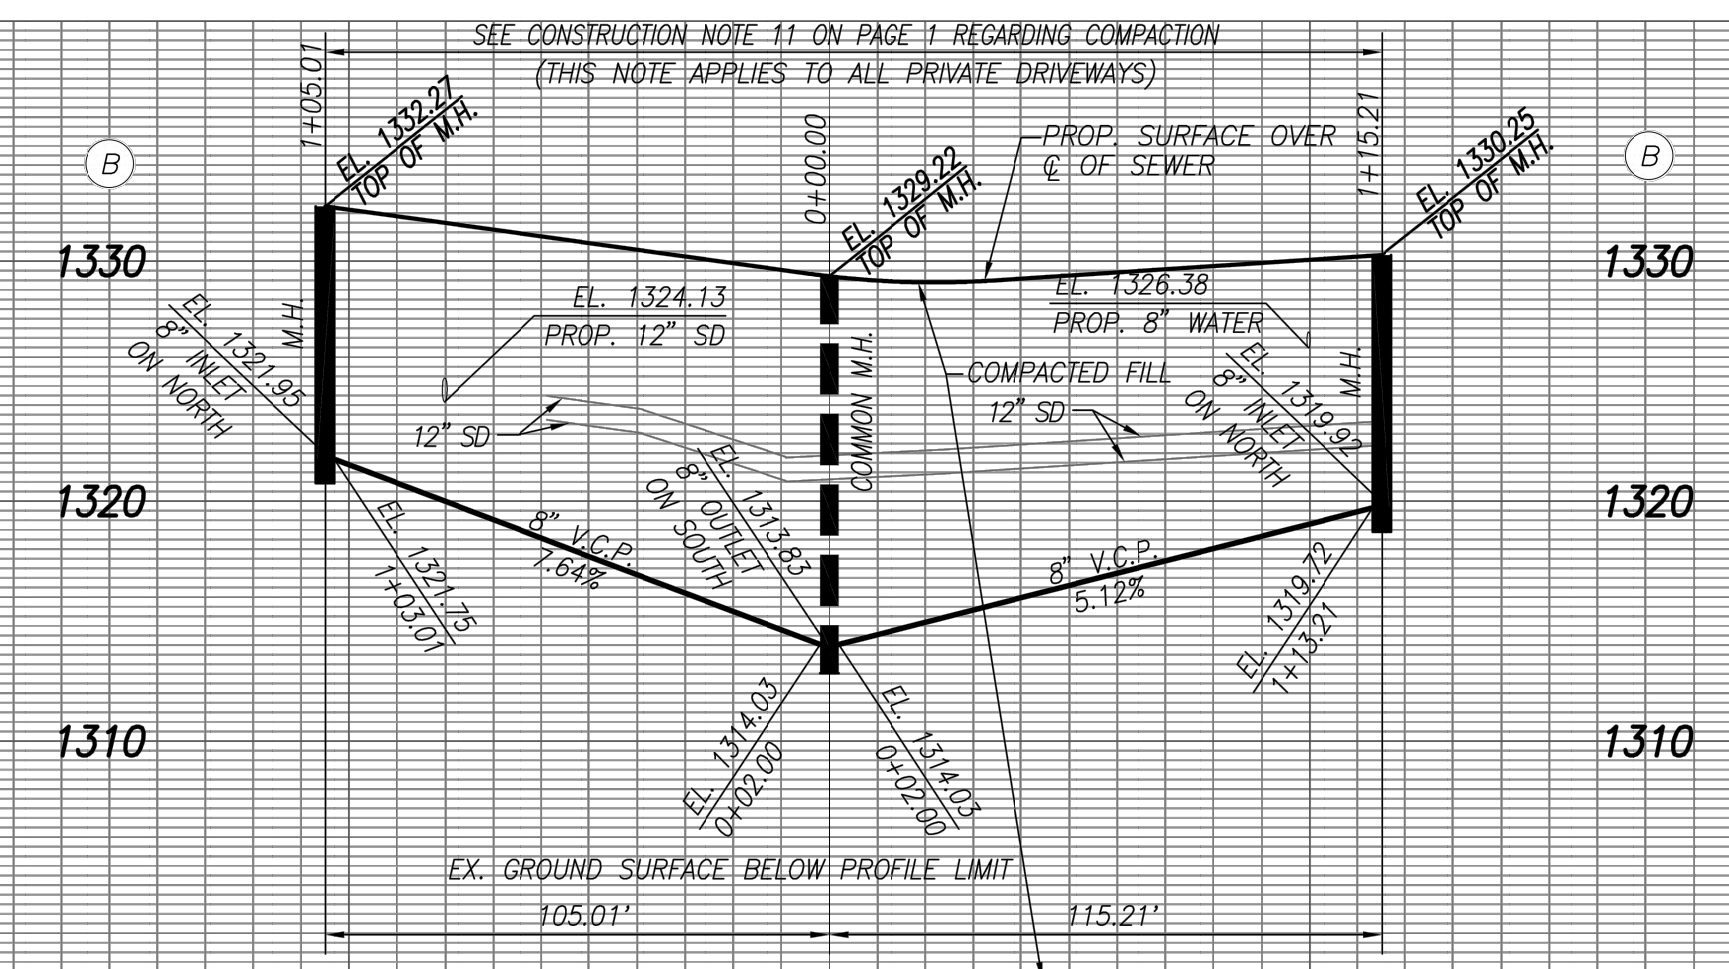 SEE CONSTRUCTION NOTE 11 ON PAGE 1 REGARDING COMPACTION
(THIS NOTE APPLIES TO ALL PRIVATE DRIVEWAYS)
1+05.01
EL. 1332.27
TOP OF M.H.
0+00.00
EL. 1329.22
TOP OF M.H.
PROP. SURFACE OVER
℄ OF SEWER
1+15.21
EL. 1330.25
TOP OF M.H.
B
B
1330
1330
EL. 1324.13
PROP. 12" SD
EL. 1326.38
PROP. 8" WATER
M.H.
EL. 1321.95
8" INLET
ON NORTH
COMMON M.H.
COMPACTED FILL
M.H.
12" SD
12" SD
EL. 1319.92
8" INLET
ON NORTH
1320
1320
EL. 1321.75
1+03.01
8" V.C.P.
7.64%
EL. 1313.83
8" OUTLET
ON SOUTH
8" V.C.P.
5.12%
EL. 1319.72
1+13.21
1310
1310
EL. 1314.03
0+02.00
EL. 1314.03
0+02.00
EX. GROUND SURFACE BELOW PROFILE LIMIT
105.01'
115.21'